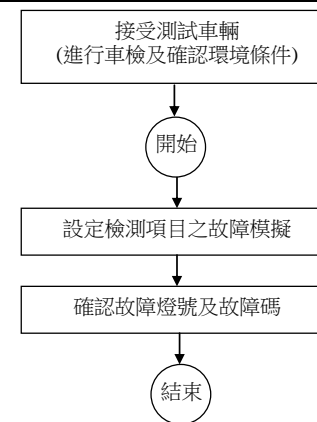 接受測試車輛
(進行車檢及確認環境條件)
開始
設定檢測項目之故障模擬
確認故障燈號及故障碼
結束